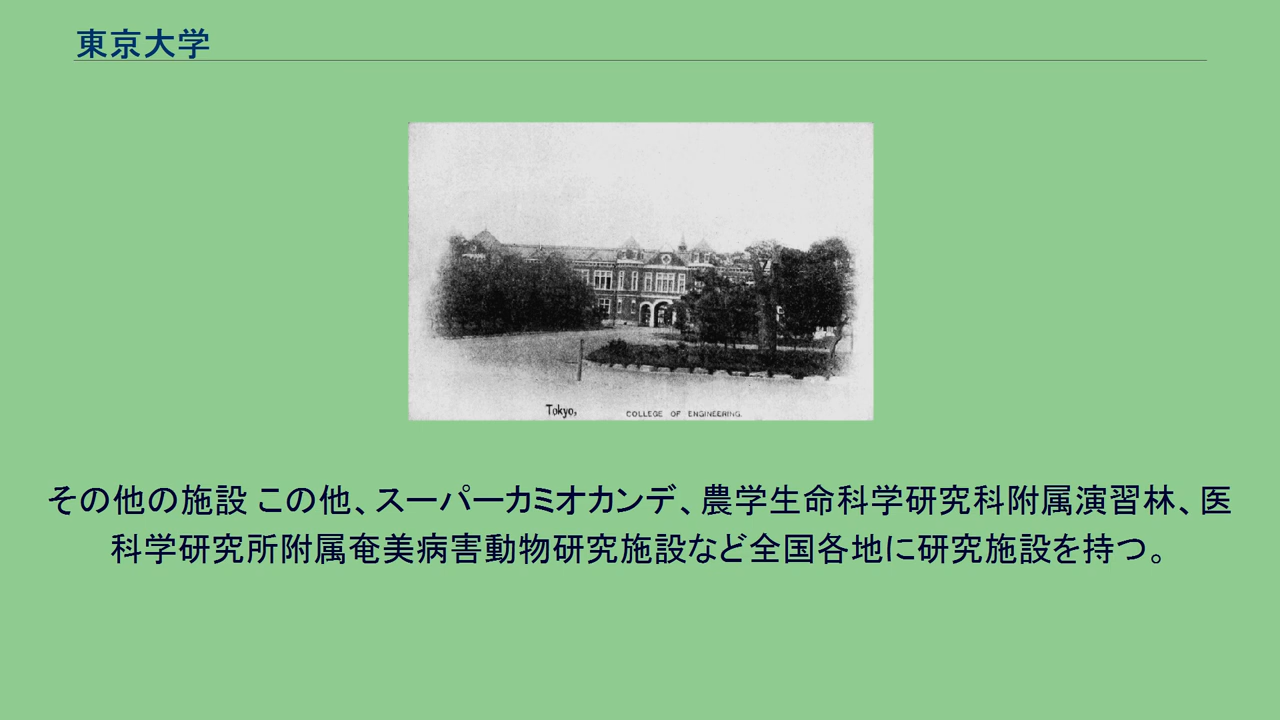 東京大学
Tokyo,
COLLEGE OF ENGINEERING.
その他の施設 この他、スーパーカミオカンデ、農学生命科学研究科附属演習林、医
科学研究所附属奄美病害動物研究施設など全国各地に研究施設を持つ。